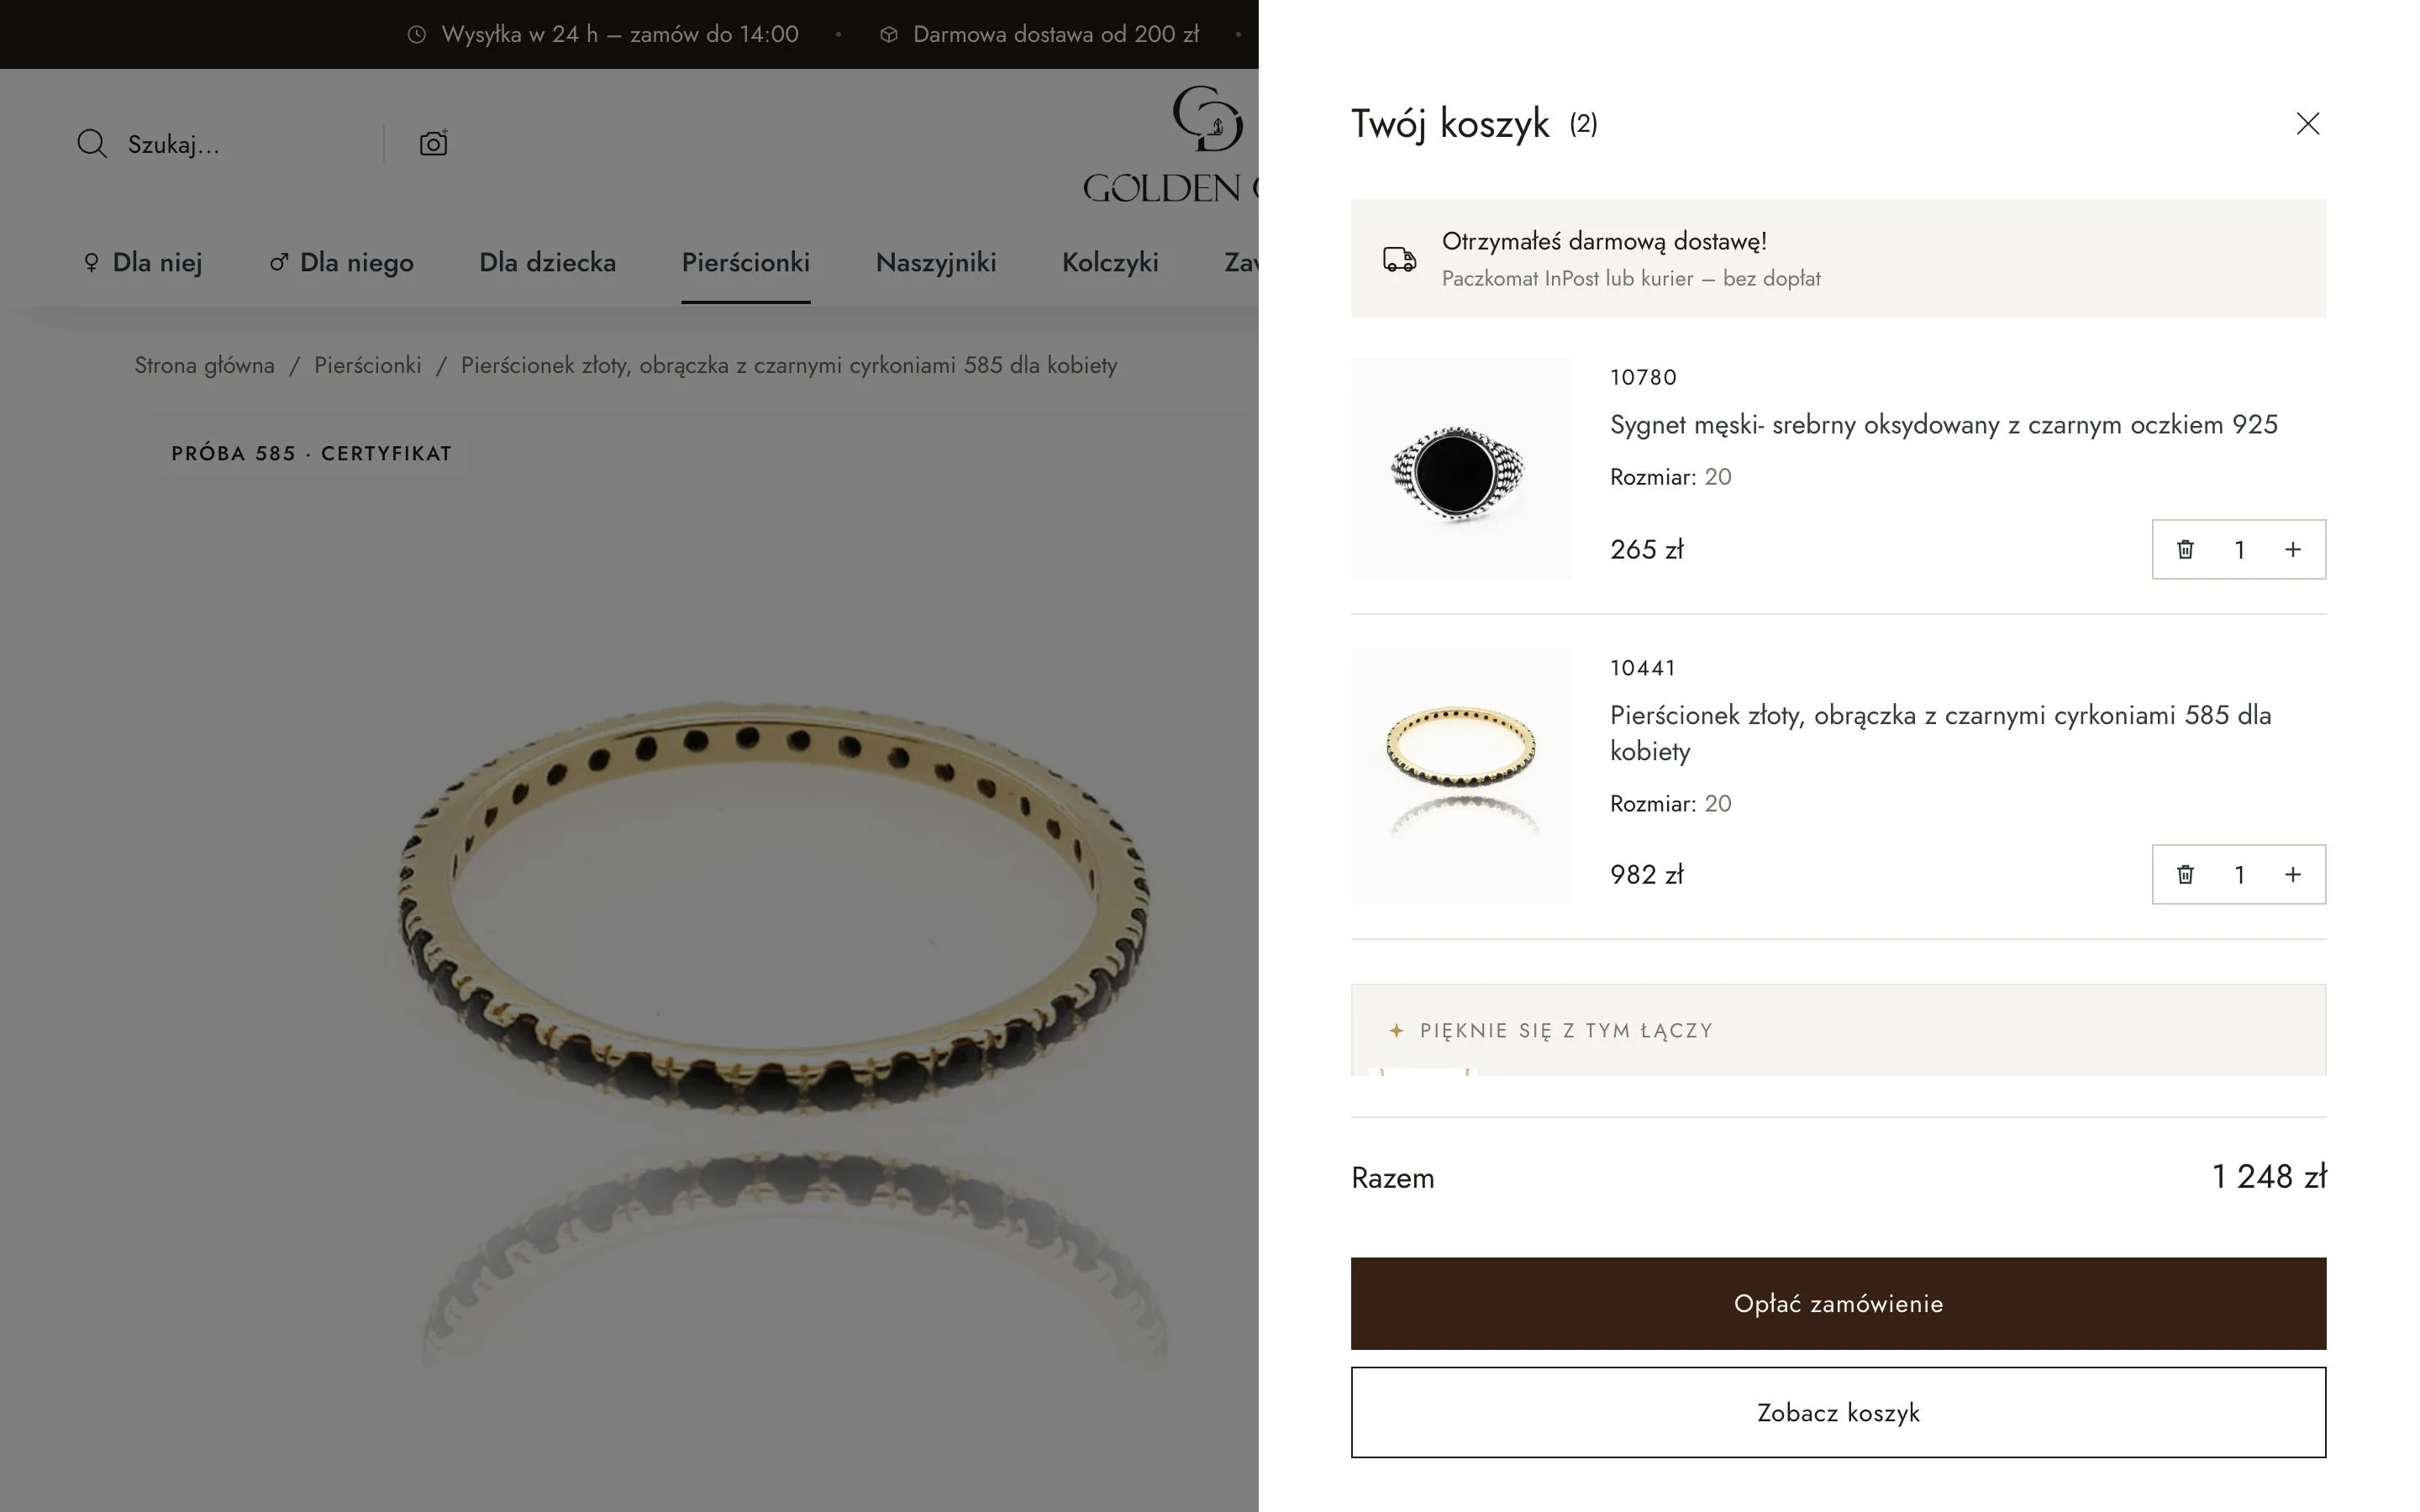 Wysyłka w 24 h – zamów do 14:00 • Darmowa dostawa od 200 zł •
Szukaj...
GOLDEN
Dla niej Dla niego Dla dziecka Pierścionki Naszyjniki Kolczyki
Strona główna / Pierścionki / Pierścionek złoty, obrączka z czarnymi cyrkoniami 585 dla kobiety
PRÓBA 585 · CERTYFIKAT
Twój koszyk (2)
Otrzymałeś darmową dostawę!
Paczkomat InPost lub kurier – bez dopłat
10780
Sygnet męski- srebrny oksydowany z czarnym oczkiem 925
Rozmiar: 20
265 zł
1
10441
Pierścionek złoty, obrączka z czarnymi cyrkoniami 585 dla
kobiety
Rozmiar: 20
982 zł
1
PIĘKNIE SIĘ Z TYM ŁĄCZY
Razem
1 248 zł
Opłać zamówienie
Zobacz koszyk